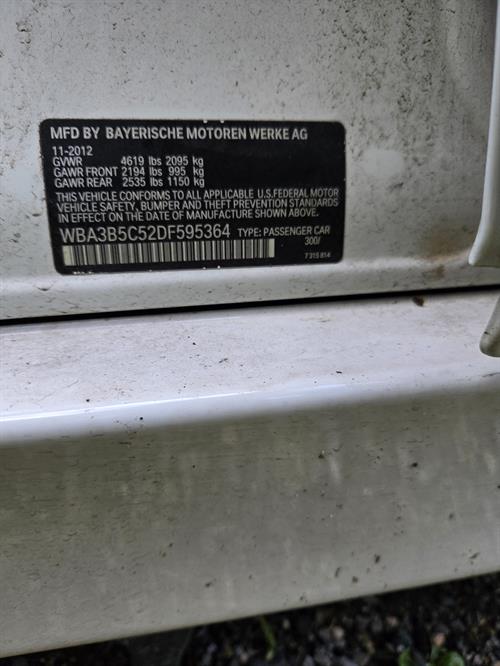 MFD BY BAYERISCHE MOTOREN WERKE AG
11-2012
GVWR 4619 lbs 2095 kg
GAWR FRONT 2194 lbs 995 kg
GAWR REAR 2535 lbs 1150 kg
THIS VEHICLE CONFORMS TO ALL APPLICABLE U.S.FEDERAL MOTOR
VEHICLE SAFETY, BUMPER AND THEFT PREVENTION STANDARDS
IN EFFECT ON THE DATE OF MANUFACTURE SHOWN ABOVE.
WBA3B5C52DF595364 TYPE: PASSENGER CAR
300/
7 315 814